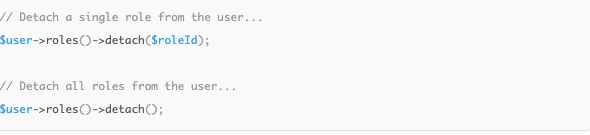 // Detach a single role from the user...
$user->roles()->detach($roleId);
// Detach all roles from the user...
$user->roles()->detach();